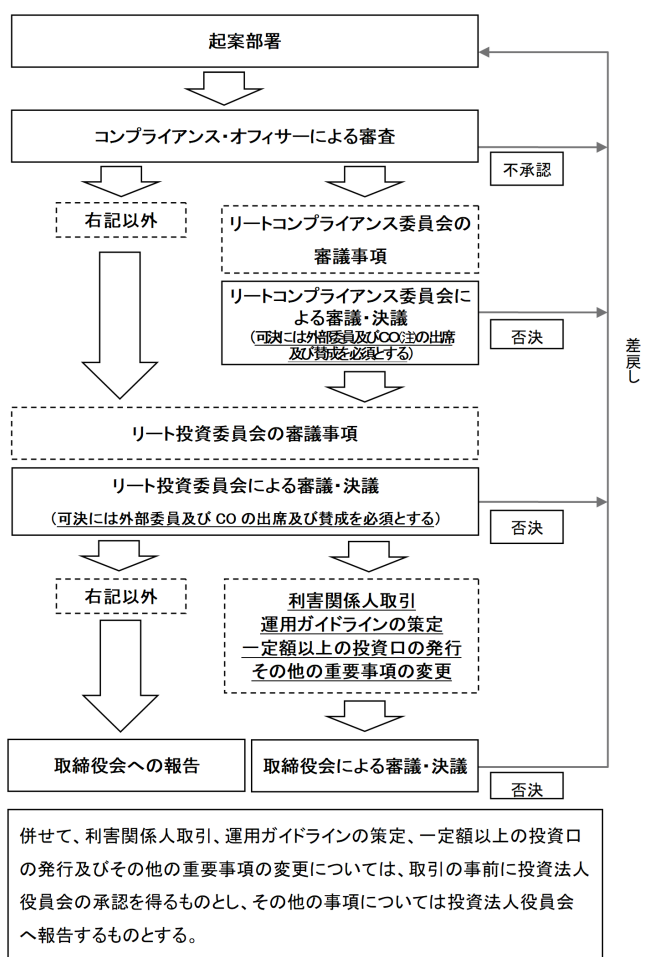 起案部署
コンプライアンス・オフィサーによる審査
不承認
右記以外
リートコンプライアンス委員会の
審議事項
リートコンプライアンス委員会に
よる審議・決議
（可決には外部委員及びCO（注）の出席
及び賛成を必須とする）
否決
差戻し
リート投資委員会の審議事項
リート投資委員会による審議・決議
（可決には外部委員及び CO の出席及び賛成を必須とする）
否決
右記以外
利害関係人取引
運用ガイドラインの策定
一定額以上の投資口の発行
その他の重要事項の変更
取締役会への報告
取締役会による審議・決議
否決
併せて、利害関係人取引、運用ガイドラインの策定、一定額以上の投資口
の発行及びその他の重要事項の変更については、取引の事前に投資法人
役員会の承認を得るものとし、その他の事項については投資法人役員会
へ報告するものとする。